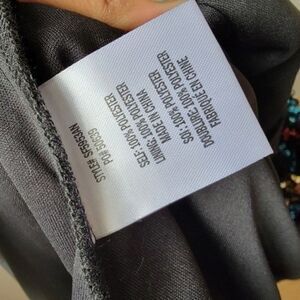 SELF: 100% POLYESTER
LINING: 100% POLYESTER
MADE IN CHINA
SOI: 100% POLYESTER
DOUBLURE: 100% POLYESTER
FABRIQUÉ EN CHINE
PO# 50639